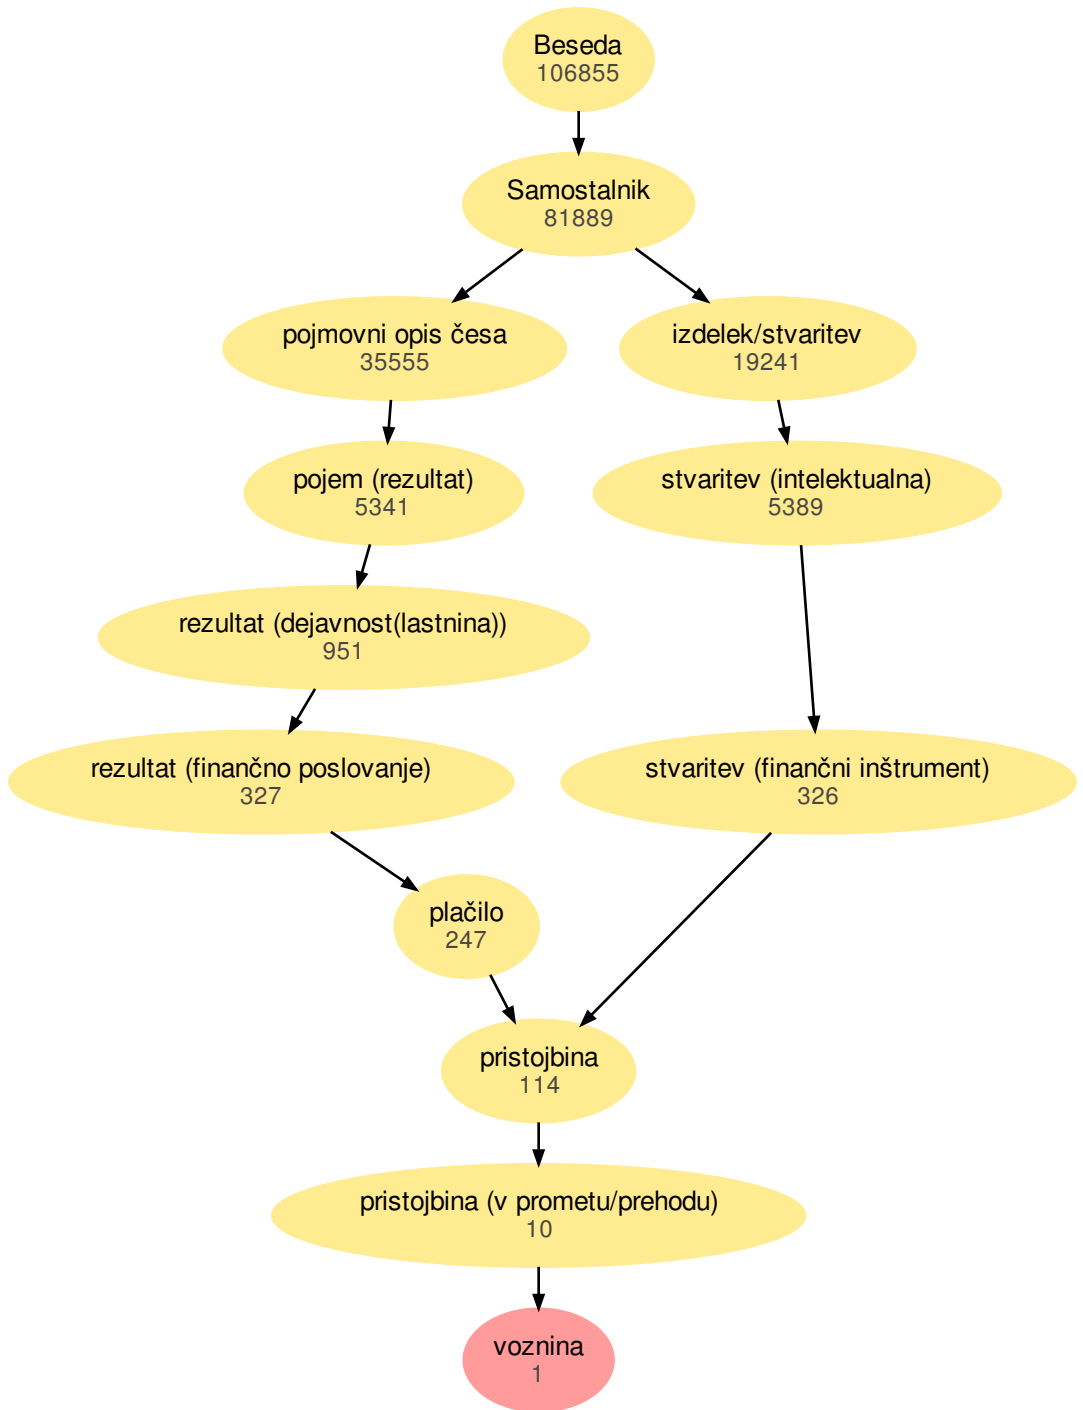 Beseda
106855
Samostalnik
81889
pojmovni opis česa
35555
izdelek/stvaritev
19241
pojem (rezultat)
5341
stvaritev (intelektualna)
5389
rezultat (dejavnost(lastnina))
951
rezultat (finančno poslovanje)
327
stvaritev (finančni inštrument)
326
plačilo
247
pristojbina
114
pristojbina (v prometu/prehodu)
10
voznina
1